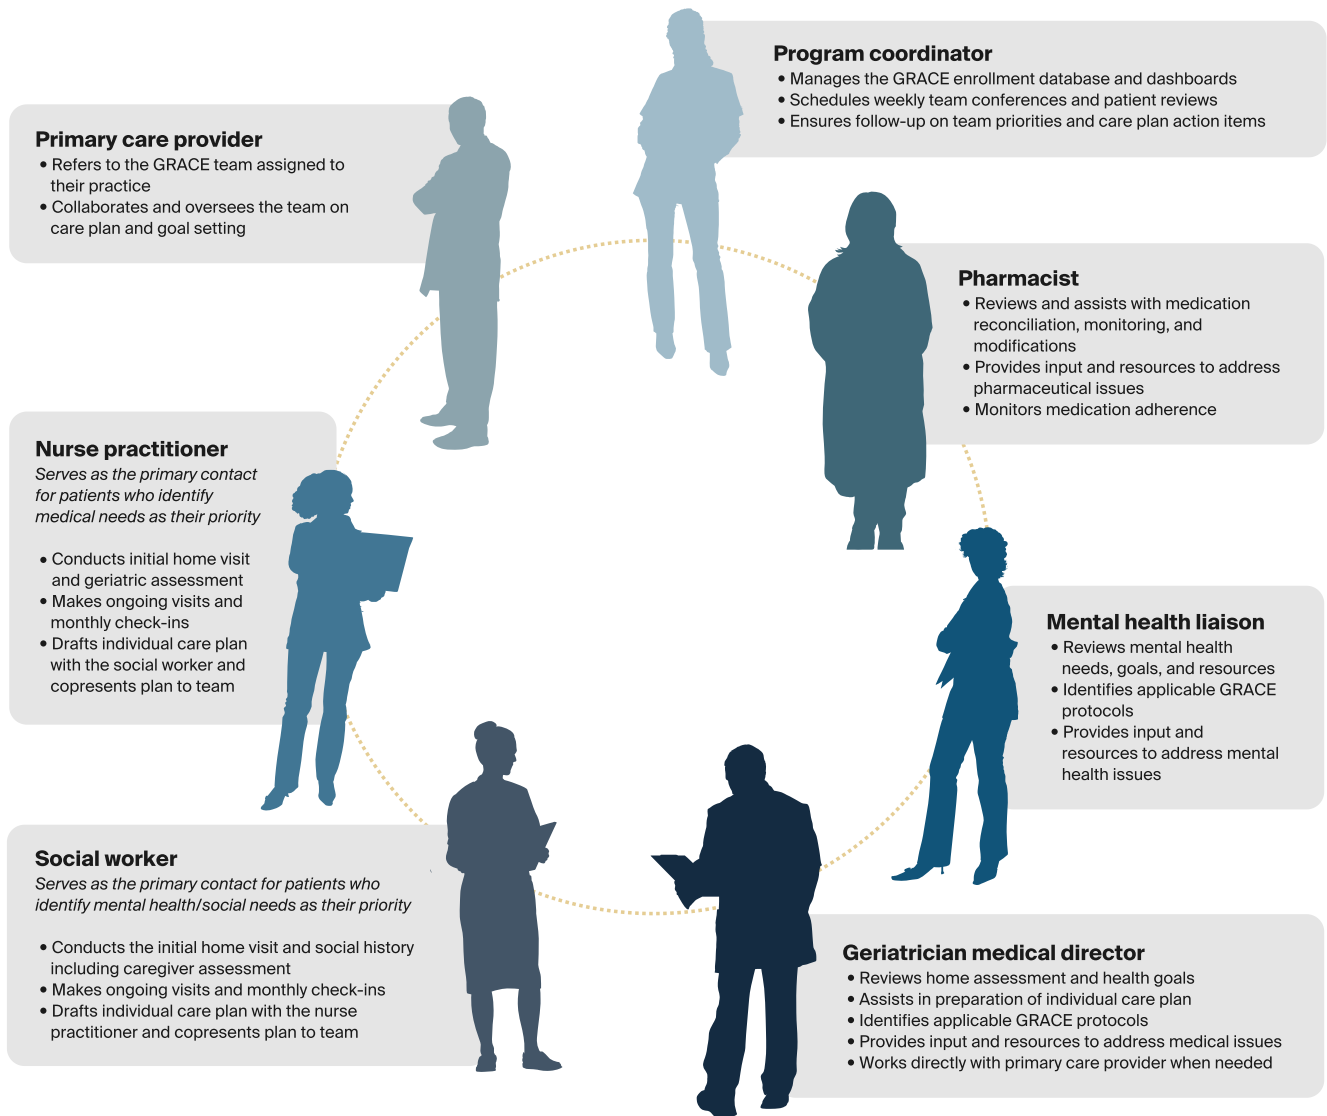 Program coordinator
• Manages the GRACE enrollment database and dashboards
• Schedules weekly team conferences and patient reviews
• Ensures follow-up on team priorities and care plan action items
Primary care provider
• Refers to the GRACE team assigned to
their practice
• Collaborates and oversees the team on
care plan and goal setting
Pharmacist
• Reviews and assists with medication
reconciliation, monitoring, and
modifications
• Provides input and resources to address
pharmaceutical issues
• Monitors medication adherence
Nurse practitioner
Serves as the primary contact
for patients who identify
medical needs as their priority
• Conducts initial home visit
and geriatric assessment
• Makes ongoing visits and
monthly check-ins
• Drafts individual care plan
with the social worker and
copresents plan to team
Mental health liaison
• Reviews mental health
needs, goals, and resources
• Identifies applicable GRACE
protocols
• Provides input and
resources to address mental
health issues
Social worker
Serves as the primary contact for patients who
identify mental health/social needs as their priority
• Conducts the initial home visit and social history
including caregiver assessment
• Makes ongoing visits and monthly check-ins
• Drafts individual care plan with the nurse
practitioner and copresents plan to team
Geriatrician medical director
• Reviews home assessment and health goals
• Assists in preparation of individual care plan
• Identifies applicable GRACE protocols
• Provides input and resources to address medical issues
• Works directly with primary care provider when needed